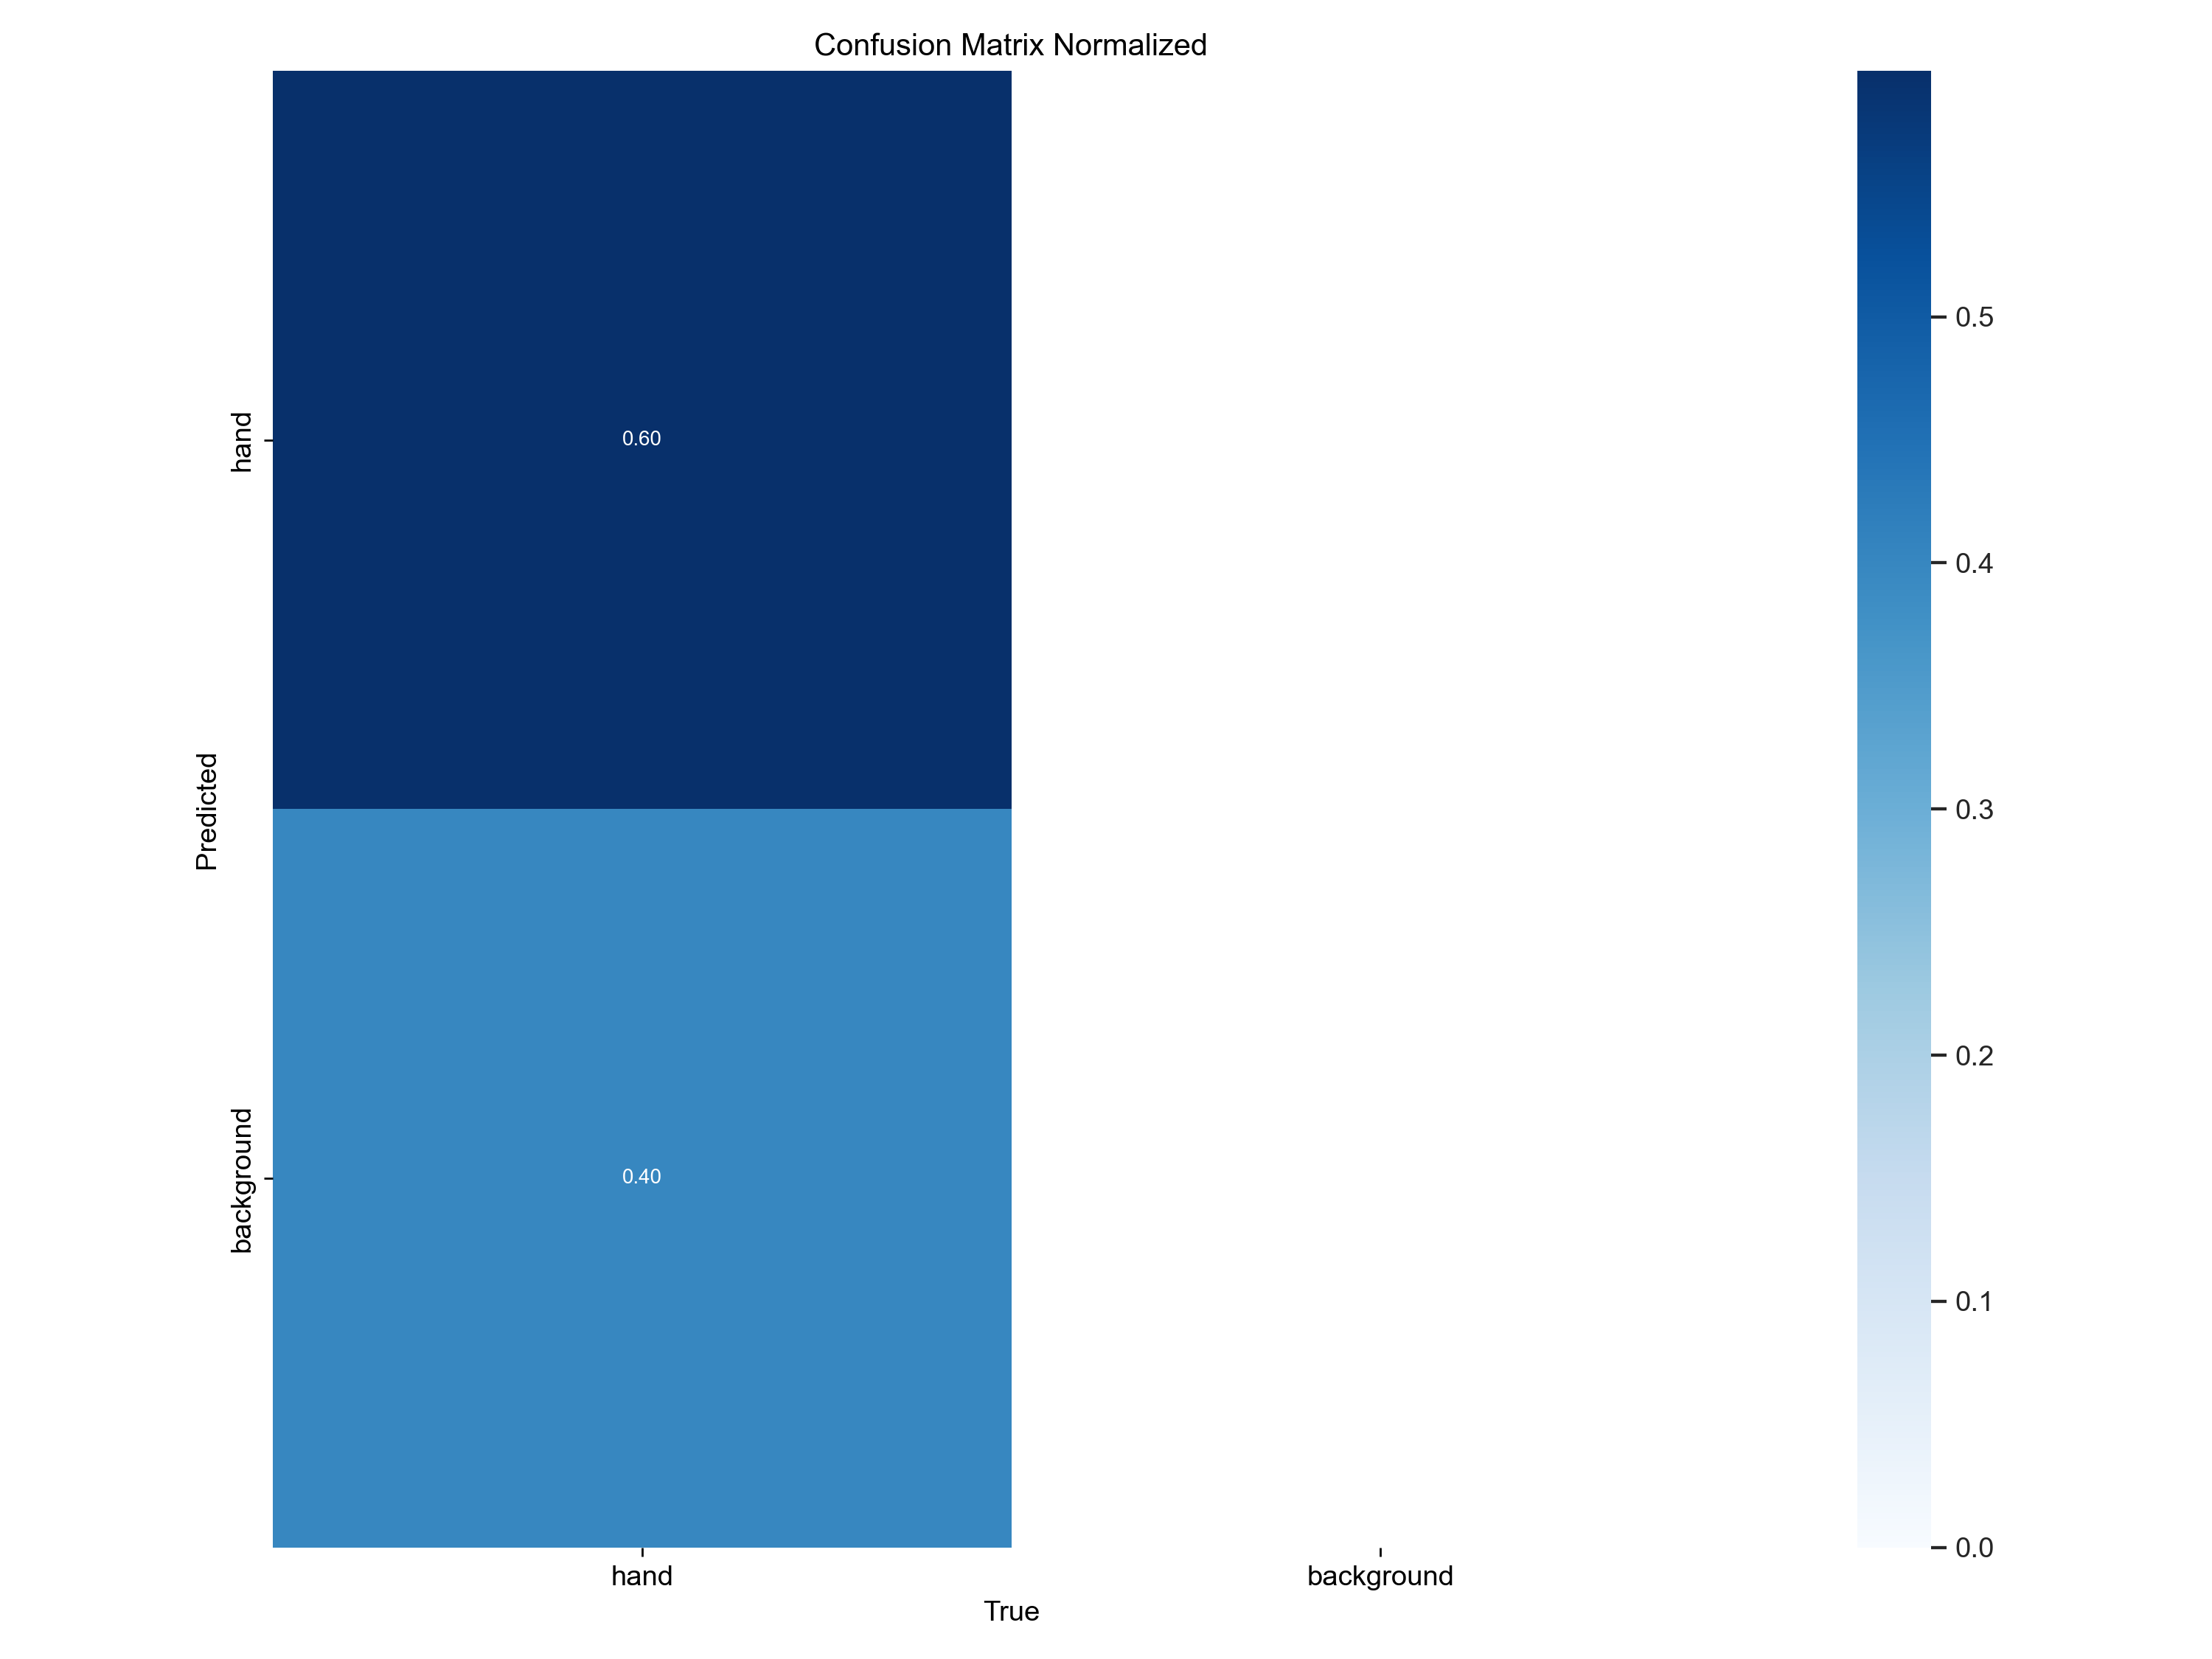 Confusion Matrix Normalized
hand
0.60
background
0.40
Predicted
hand
background
True
0.5
0.4
0.3
0.2
0.1
0.0